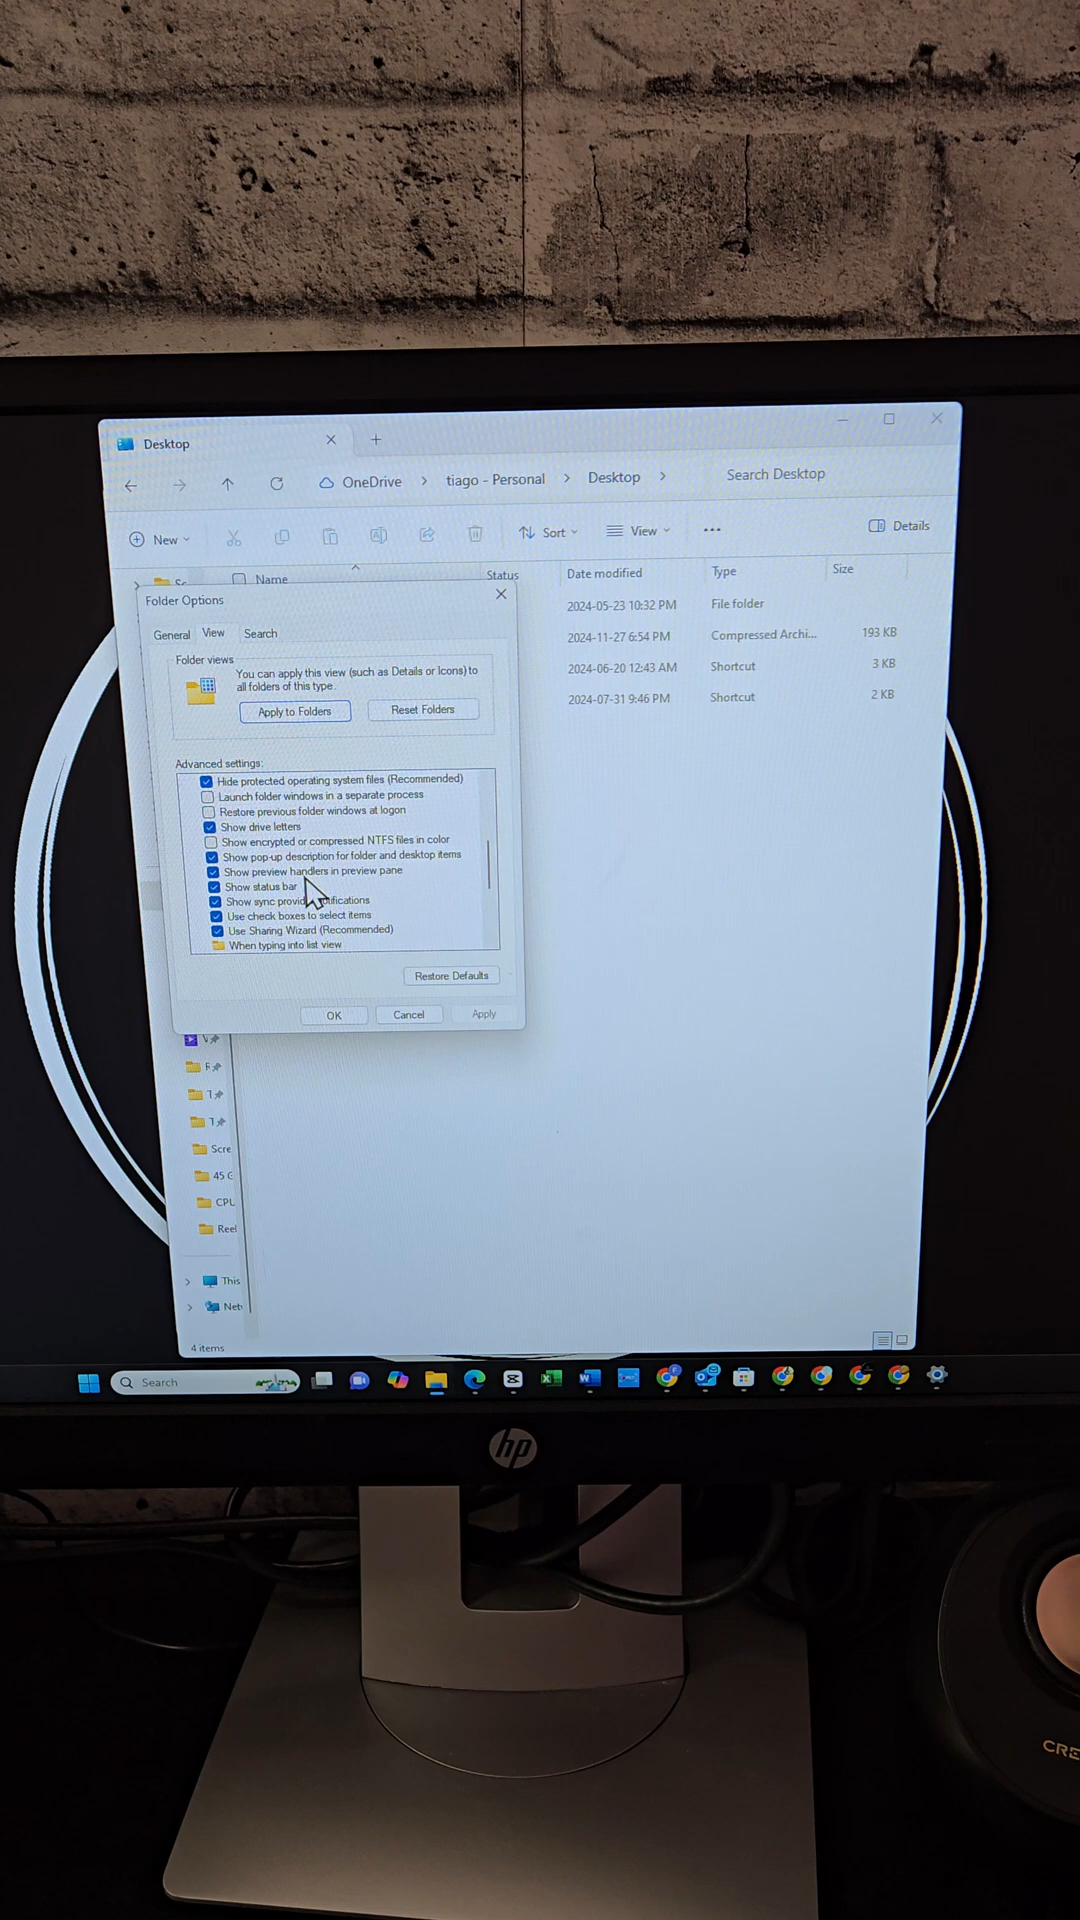 Desktop
OneDrive > tiago - Personal > Desktop >
Search Desktop
New
Sort
View
Details
Name
Status
Date modified
Type
Size
2024-05-23 10:32 PM File folder
2024-11-27 6:54 PM Compressed Archi... 193 KB
2024-06-20 12:43 AM Shortcut 3 KB
2024-07-31 9:46 PM Shortcut 2 KB
Folder Options
General View Search
Folder views
You can apply this view (such as Details or Icons) to
all folders of this type.
Apply to Folders
Reset Folders
Advanced settings:
Hide protected operating system files (Recommended)
Launch folder windows in a separate process
Restore previous folder windows at logon
Show drive letters
Show encrypted or compressed NTFS files in color
Show pop-up description for folder and desktop items
Show preview handlers in preview pane
Show status bar
Show sync
Use check boxes to select items
Use Sharing Wizard (Recommended)
When typing into list view
Restore Defaults
OK
Cancel
Apply
Scre
45 G
CPL
Reel
This
Net
4 items
Search
hp
CRE